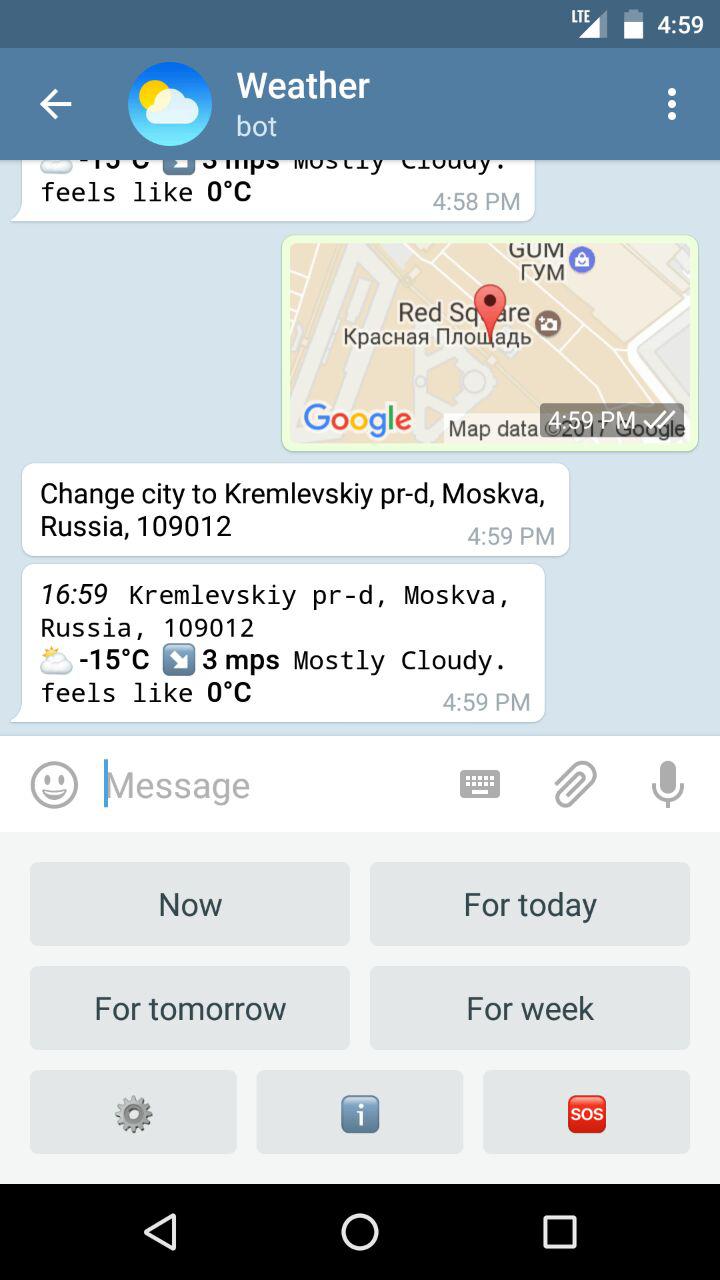 LTE 4:59
Weather
bot
-15°C 3 mps Mostly Cloudy.
feels like 0°C
4:58 PM
GUM
ГУМ
Red Square
Красная Площадь
Google
Map data ©2017 Google
4:59 PM
Change city to Kremlevskiy pr-d, Moskva,
Russia, 109012
4:59 PM
16:59 Kremlevskiy pr-d, Moskva,
Russia, 109012
-15°C 3 mps Mostly Cloudy.
feels like 0°C
4:59 PM
Message
Now
For today
For tomorrow
For week
i
SOS